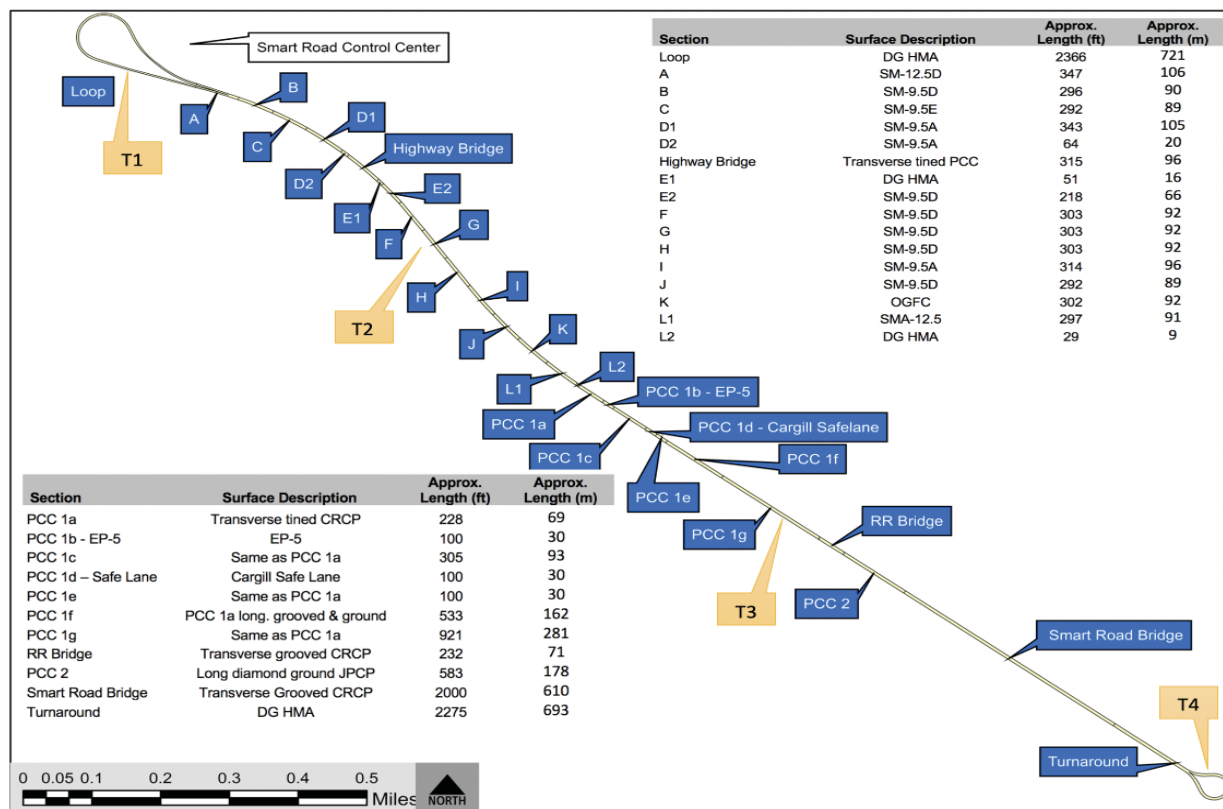 Smart Road Control Center
Loop
T1
A
B
C
D1
Highway Bridge
D2
E2
E1
F
G
T2
H
I
J
K
L1
L2
PCC 1b - EP-5
PCC 1a
PCC 1d - Cargill Safelane
PCC 1c
PCC 1f
PCC 1e
PCC 1g
RR Bridge
T3
PCC 2
Smart Road Bridge
T4
Turnaround
Section Surface Description Approx. Length (ft) Approx. Length (m)
Loop DG HMA 2366 721
A SM-12.5D 347 106
B SM-9.5D 296 90
C SM-9.5E 292 89
D1 SM-9.5A 343 105
D2 SM-9.5A 64 20
Highway Bridge Transverse tined PCC 315 96
E1 DG HMA 51 16
E2 SM-9.5D 218 66
F SM-9.5D 303 92
G SM-9.5D 303 92
H SM-9.5D 303 92
I SM-9.5A 314 96
J SM-9.5D 292 89
K OGFC 302 92
L1 SMA-12.5 297 91
L2 DG HMA 29 9
Section Surface Description Approx. Length (ft) Approx. Length (m)
PCC 1a Transverse tined CRCP 228 69
PCC 1b - EP-5 EP-5 100 30
PCC 1c Same as PCC 1a 305 93
PCC 1d – Safe Lane Cargill Safe Lane 100 30
PCC 1e Same as PCC 1a 100 30
PCC 1f PCC 1a long. grooved & ground 533 162
PCC 1g Same as PCC 1a 921 281
RR Bridge Transverse grooved CRCP 232 71
PCC 2 Long diamond ground JPCP 583 178
Smart Road Bridge Transverse Grooved CRCP 2000 610
Turnaround DG HMA 2275 693
0 0.05 0.1 0.2 0.3 0.4 0.5
Miles
NORTH